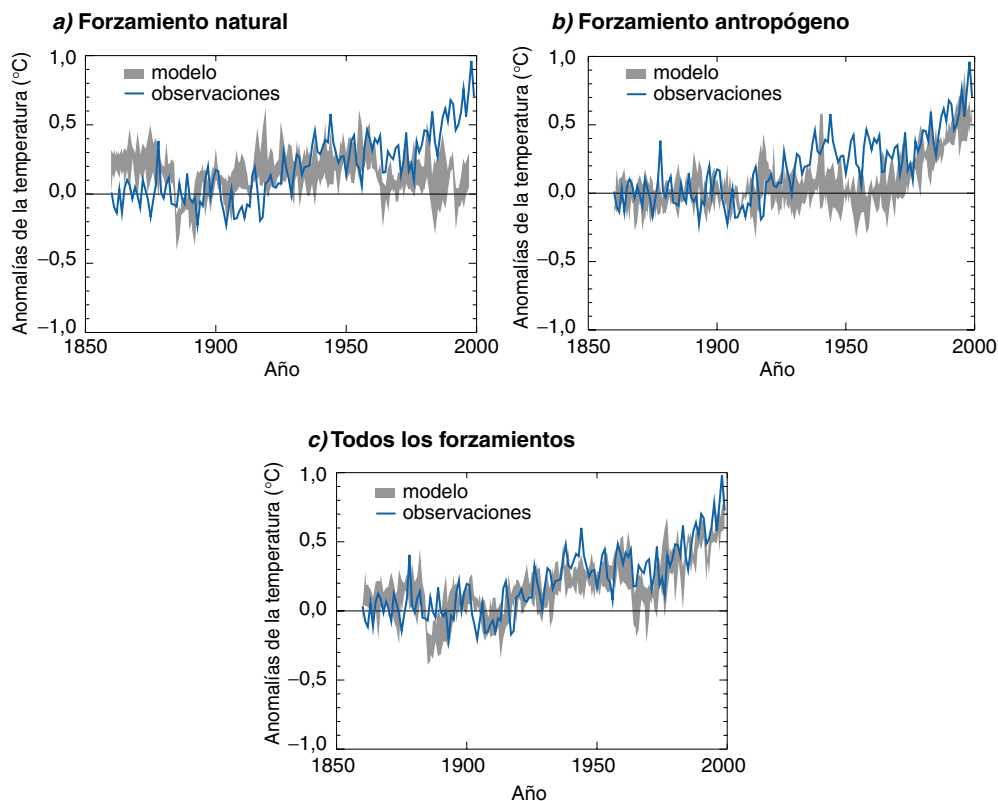 a) Forzamiento natural
Anomalías de la temperatura (°C)
1,0
0,5
0,0
−0,5
−1,0
modelo
observaciones
1850
1900
1950
2000
Año
b) Forzamiento antropógeno
Anomalías de la temperatura (°C)
1,0
0,5
0,0
−0,5
−1,0
modelo
observaciones
1850
1900
1950
2000
Año
c) Todos los forzamientos
Anomalías de la temperatura (°C)
1,0
0,5
0,0
−0,5
−1,0
modelo
observaciones
1850
1900
1950
2000
Año